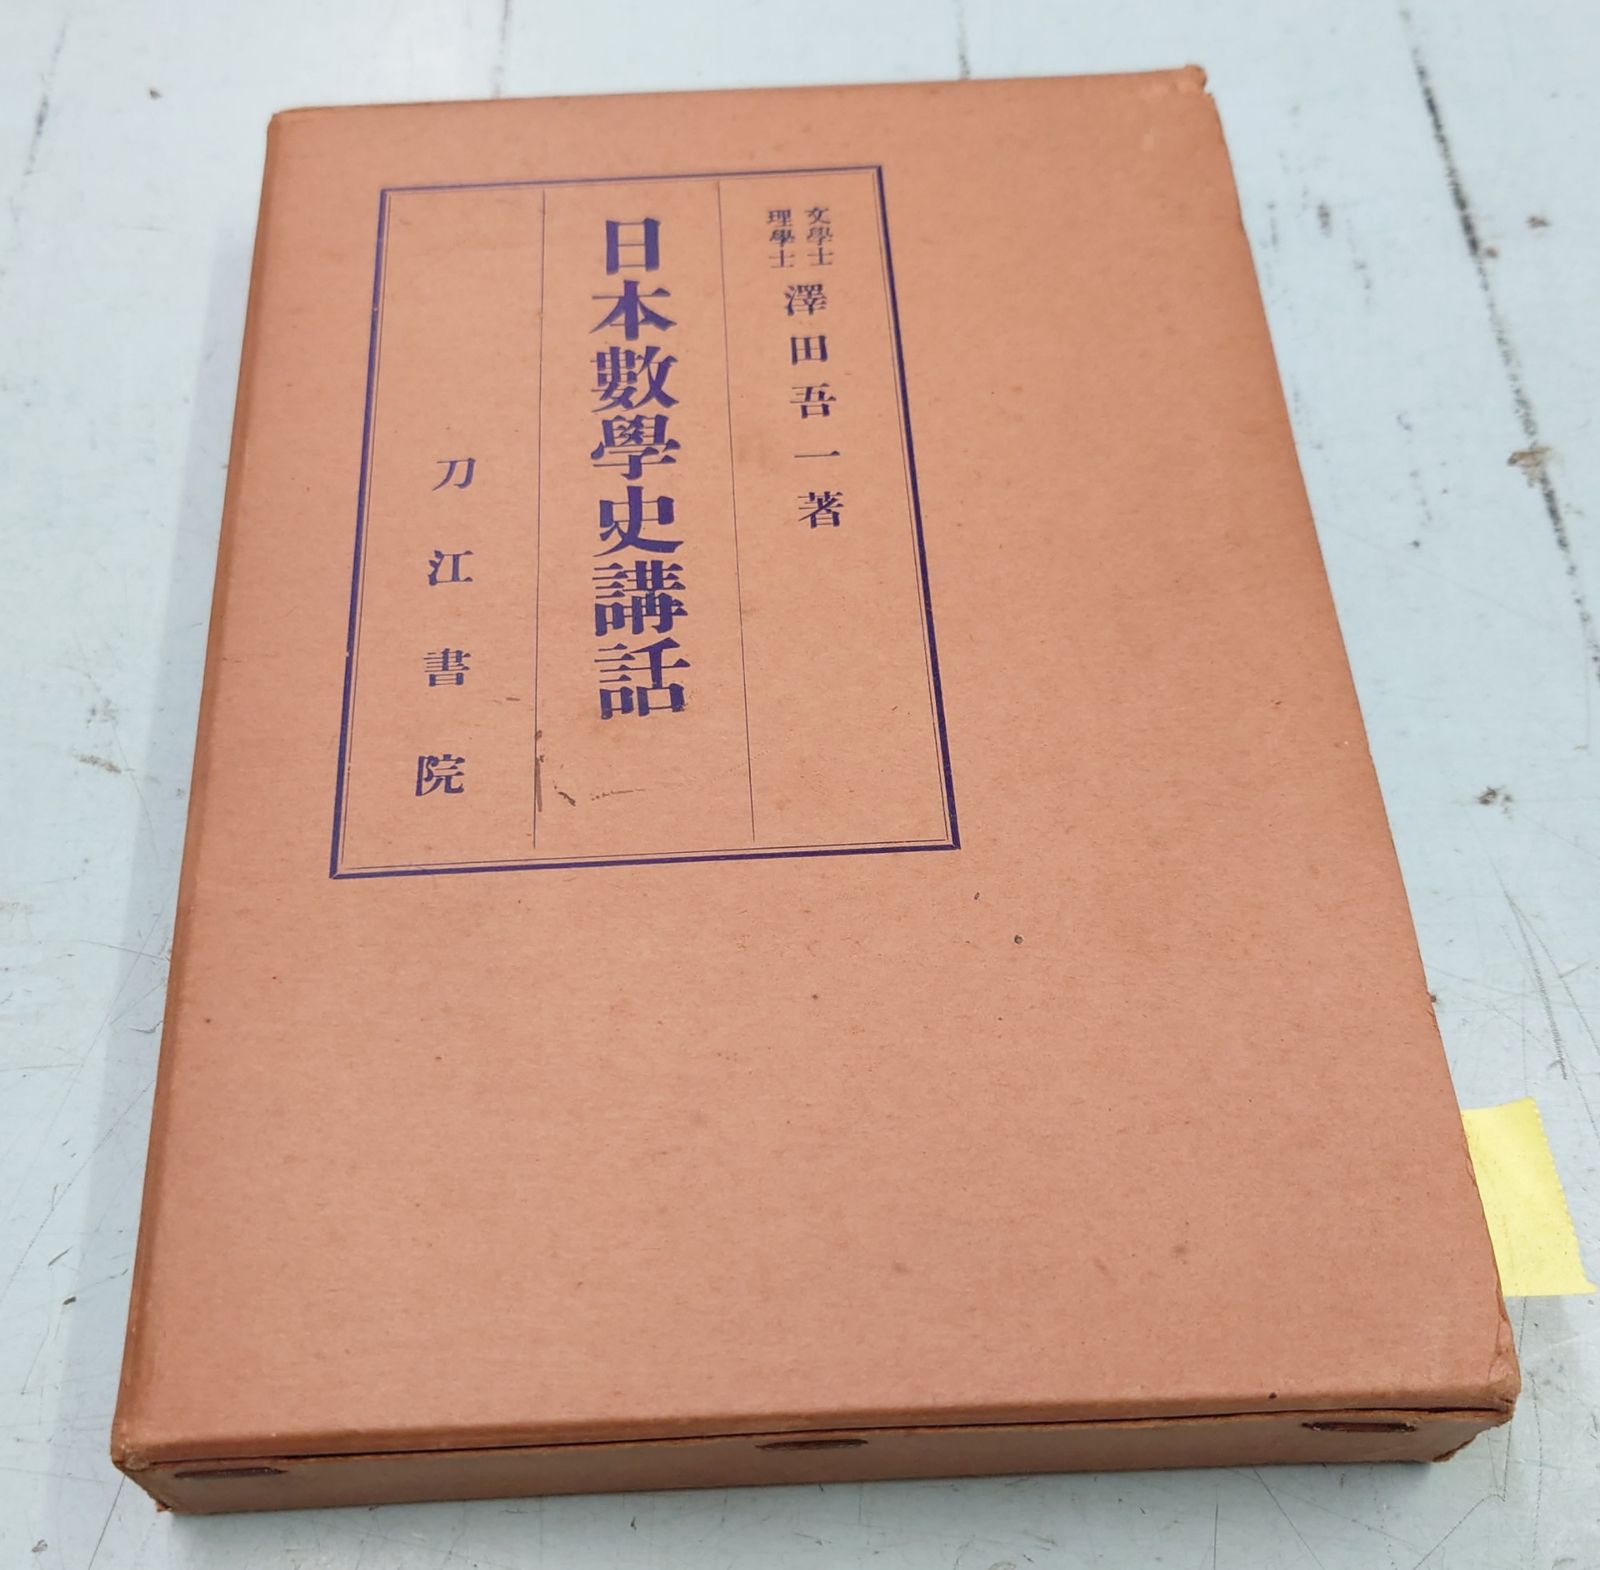 文學士
理學士
澤田吾一著
日本數學史講話
刀江書院